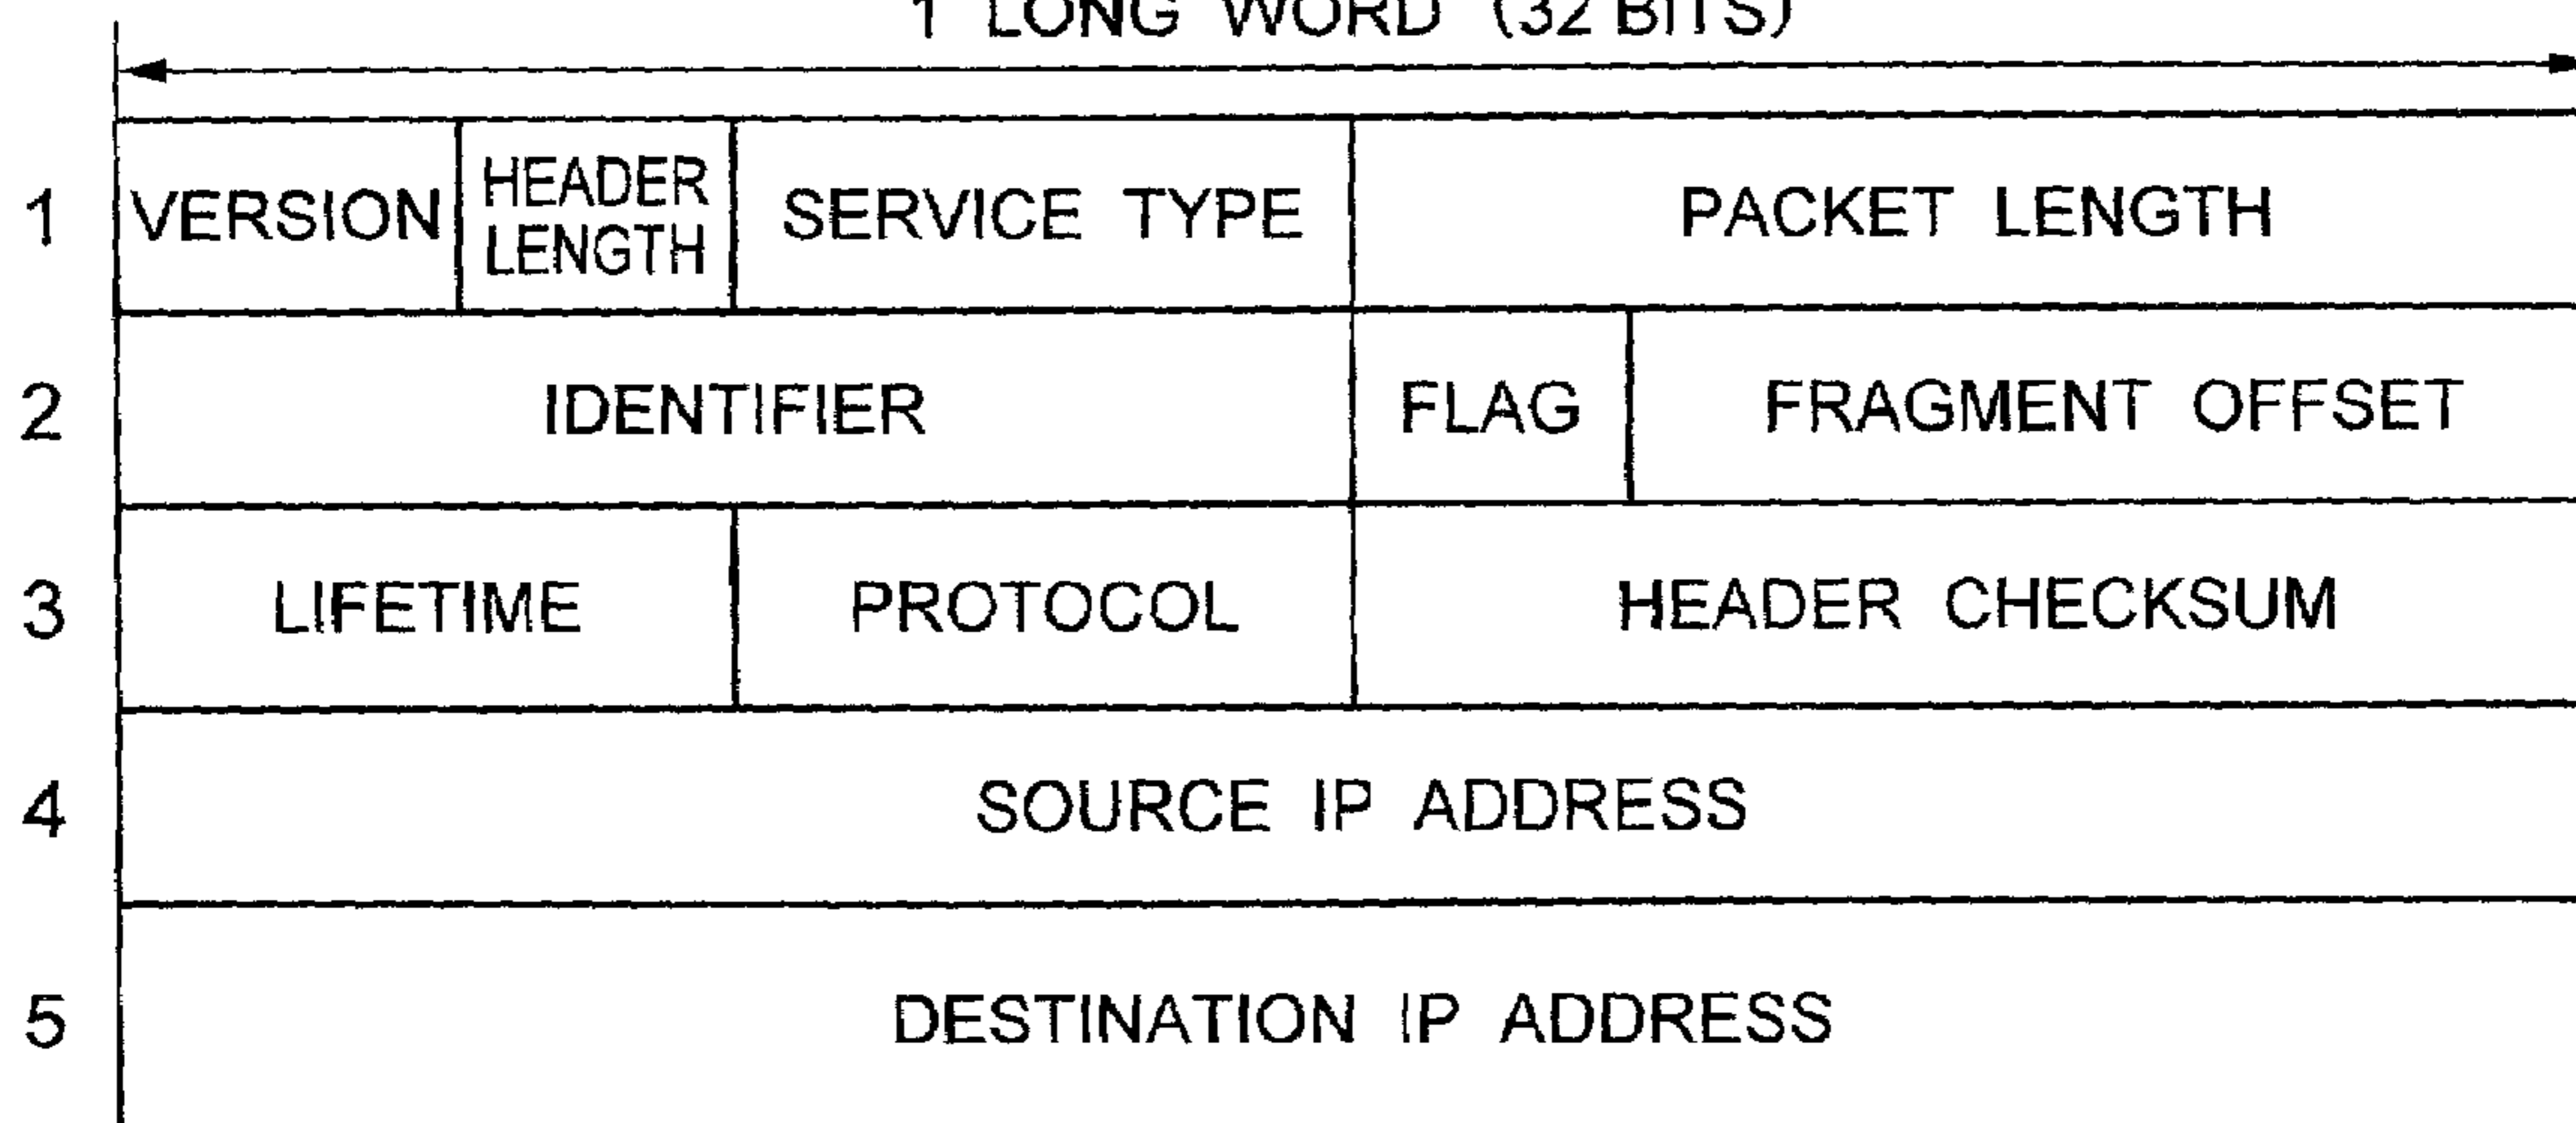 1 LONG WORD (32 BITS)
1 VERSION HEADER LENGTH SERVICE TYPE PACKET LENGTH
2 IDENTIFIER FLAG FRAGMENT OFFSET
3 LIFETIME PROTOCOL HEADER CHECKSUM
4 SOURCE IP ADDRESS
5 DESTINATION IP ADDRESS